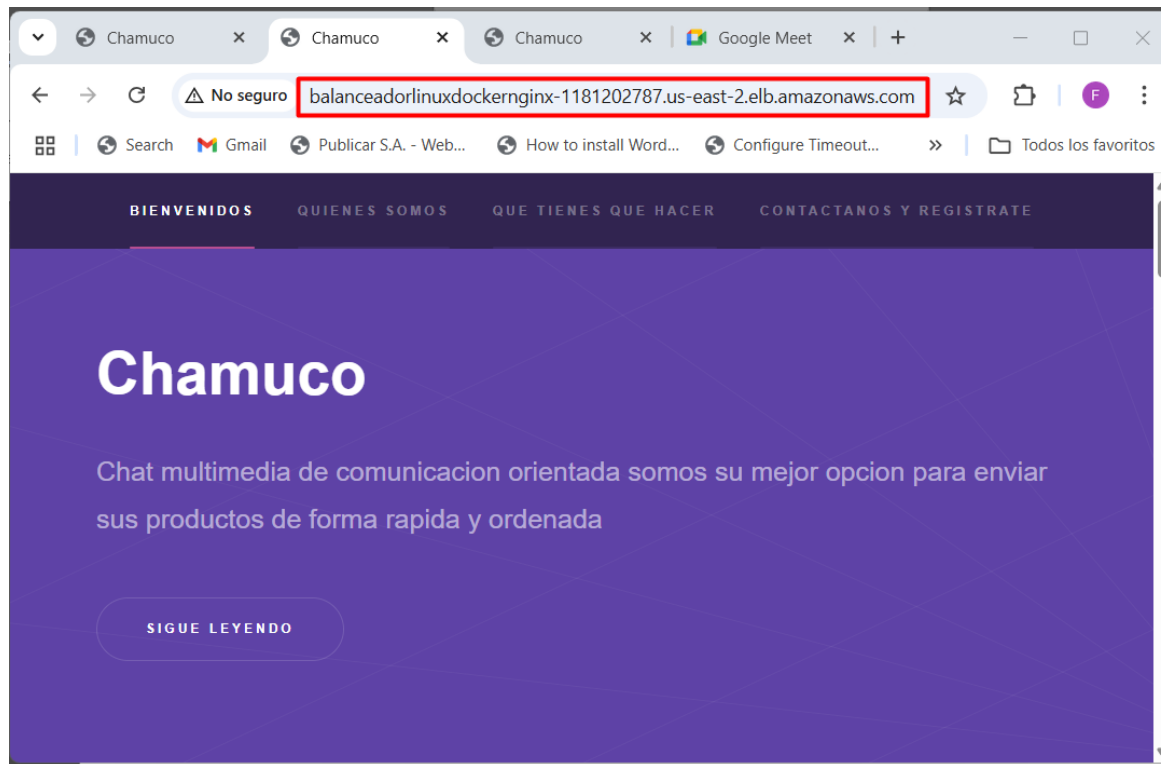 Chamuco
Chamuco
Chamuco
Google Meet
No seguro balanceadorlinuxdockernginx-1181202787.us-east-2.elb.amazonaws.com F
Search Gmail Publicar S.A. - Web... How to install Word... Configure Timeout... » Todos los favoritos
BIENVENIDOS QUIENES SOMOS QUE TIENES QUE HACER CONTACTANOS Y REGISTRATE
Chamuco
Chat multimedia de comunicacion orientada somos su mejor opcion para enviar
sus productos de forma rapida y ordenada
SIGUE LEYENDO